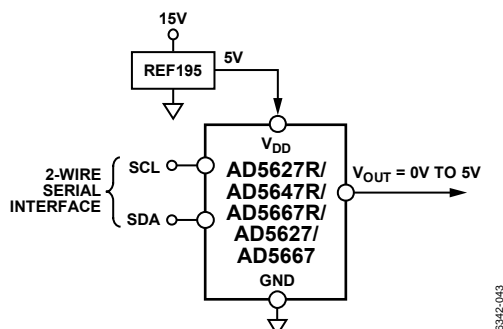 15V
REF195
5V
V_DD
2-WIRE
SERIAL
INTERFACE
SCL
SDA
AD5627R/
AD5647R/
AD5667R/
AD5627/
AD5667
GND
V_OUT = 0V TO 5V
6342-043